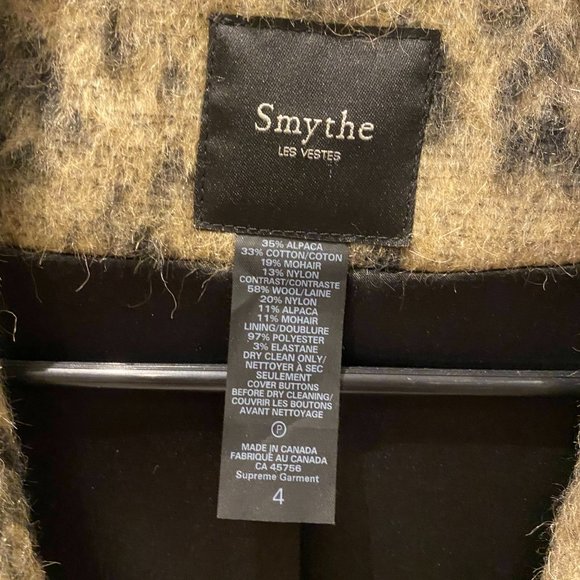 Smythe
LES VESTES
35% ALPACA
33% COTTON/COTON
19% MOHAIR
13% NYLON
CONTRAST/CONTRASTE
58% WOOL/LAINE
20% NYLON
11% ALPACA
11% MOHAIR
LINING/DOUBLURE
97% POLYESTER
3% ELASTANE
DRY CLEAN ONLY/
NETTOYER À SEC
SEULEMENT
COVER BUTTONS
BEFORE DRY CLEANING/
COUVRIR LES BOUTONS
AVANT NETTOYAGE
P
MADE IN CANADA
FABRIQUÉ AU CANADA
CA 45756
Supreme Garment
4